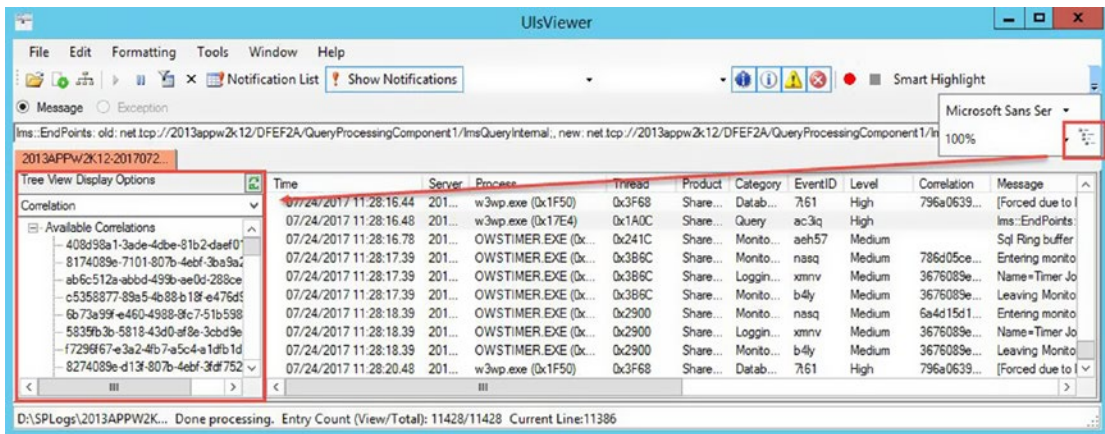 UlsViewer
File Edit Formatting Tools Window Help
Notification List Show Notifications Smart Highlight
Message Exception
Microsoft Sans Ser
lms::EndPoints: old: net.tcp://2013appw2k12/DFEF2A/QueryProcessingComponent1/ImsQueryInternal;, new: net.tcp://2013appw2k12/DFEF2A/QueryProcessingComponent1/Im
100%
2013APPW2K12-2017072...
Tree View Display Options
Correlation
Available Correlations
408d98a1-3ade-4dbe-81b2-daef01
8174089e-7101-807b-4ebf-3ba9a2
ab6c512a-abbd-499b-ae0d-288ce
c5358877-89a5-4b88-b18f-e476d9
6b73a99f-e460-4988-8fc7-51b598
5835fb3b-5818-43d0-af8e-3cbd9e
f7296f67-e3a2-4fb7-a5c4-a1dfb1d
8274089e-d13f-807b-4ebf-3fdf752
Time Server Process Thread Product Category EventID Level Correlation Message
07/24/2017 11:28:16.44 201... w3wp.exe (0x1F50) 0x3F68 Share... Datab... 7t61 High 796a0639... [Forced due to l
07/24/2017 11:28:16.48 201... w3wp.exe (0x17E4) 0x1A0C Share... Query ac3iq High lms::EndPoints:
07/24/2017 11:28:16.78 201... OWSTIMER.EXE (0x... 0x241C Share... Monito... aeh57 Medium Sql Ring buffer
07/24/2017 11:28:17.39 201... OWSTIMER.EXE (0x... 0x3B6C Share... Monito... nasq Medium 786d05ce... Entering monito
07/24/2017 11:28:17.39 201... OWSTIMER.EXE (0x... 0x3B6C Share... Loggin... xmnv Medium 3676089e... Name=Timer Jo
07/24/2017 11:28:17.39 201... OWSTIMER.EXE (0x... 0x3B6C Share... Monito... b4ly Medium 3676089e... Leaving Monito
07/24/2017 11:28:18.39 201... OWSTIMER.EXE (0x... 0x2900 Share... Monito... nasq Medium 6a4d15d1... Entering monito
07/24/2017 11:28:18.39 201... OWSTIMER.EXE (0x... 0x2900 Share... Loggin... xmnv Medium 3676089e... Name=Timer Jo
07/24/2017 11:28:18.39 201... OWSTIMER.EXE (0x... 0x2900 Share... Monito... b4ly Medium 3676089e... Leaving Monito
07/24/2017 11:28:20.48 201... w3wp.exe (0x1F50) 0x3F68 Share... Datab... 7t61 High 796a0639... [Forced due to l
D:\SPLogs\2013APPW2K... Done processing. Entry Count (View/Total): 11428/11428 Current Line:11386